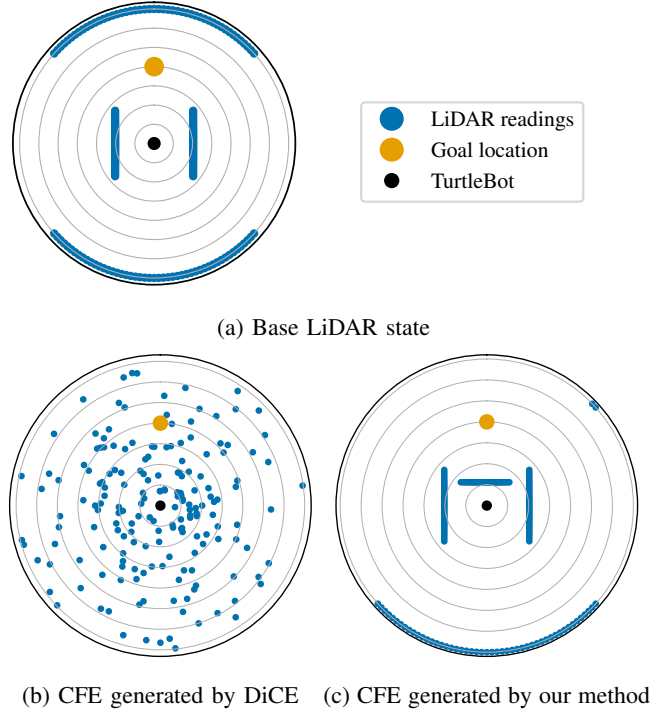 LiDAR readings
Goal location
TurtleBot
(a) Base LiDAR state
(b) CFE generated by DiCE
(c) CFE generated by our method